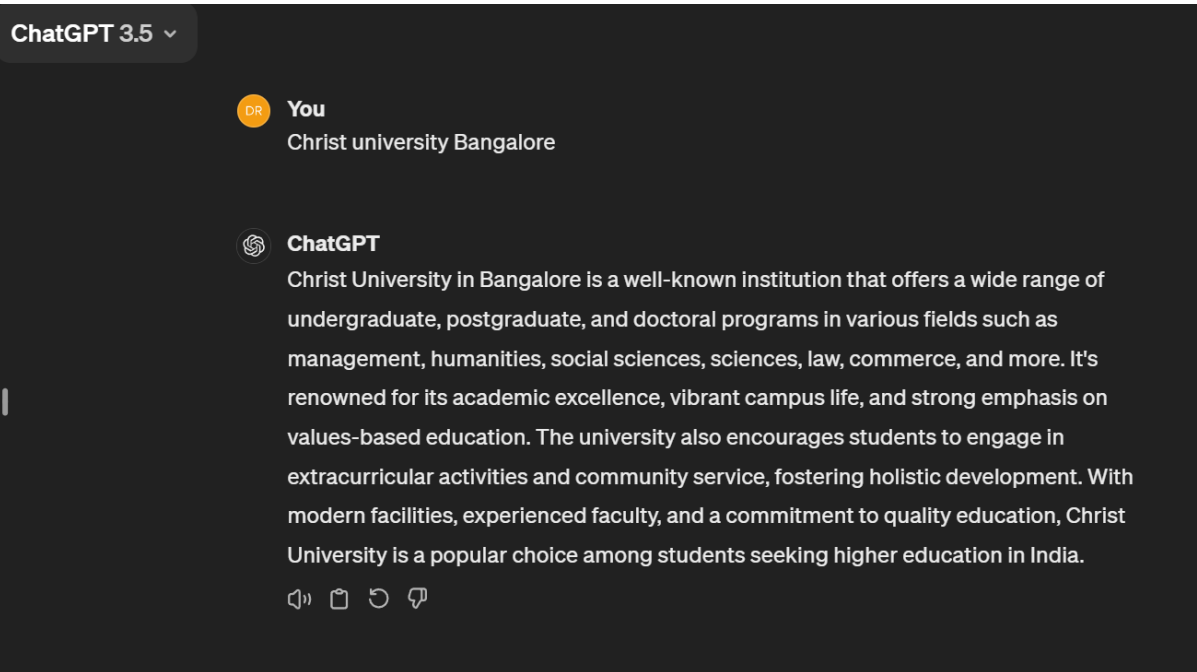 ChatGPT 3.5
DR
You
Christ university Bangalore
ChatGPT
Christ University in Bangalore is a well-known institution that offers a wide range of
undergraduate, postgraduate, and doctoral programs in various fields such as
management, humanities, social sciences, sciences, law, commerce, and more. It's
renowned for its academic excellence, vibrant campus life, and strong emphasis on
values-based education. The university also encourages students to engage in
extracurricular activities and community service, fostering holistic development. With
modern facilities, experienced faculty, and a commitment to quality education, Christ
University is a popular choice among students seeking higher education in India.